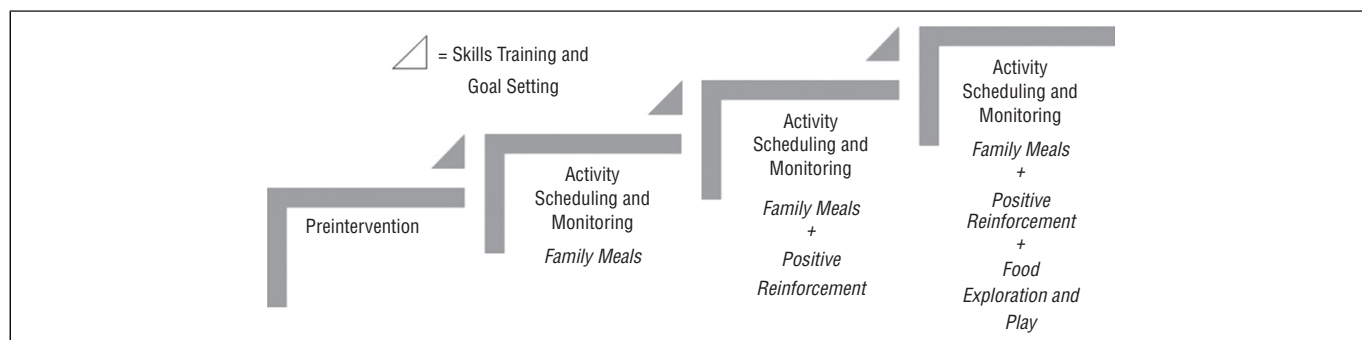 = Skills Training and
Goal Setting
Preintervention
Activity
Scheduling and
Monitoring
Family Meals
Activity
Scheduling and
Monitoring
Family Meals
+
Positive
Reinforcement
Activity
Scheduling and
Monitoring
Family Meals
+
Positive
Reinforcement
+
Food
Exploration and
Play